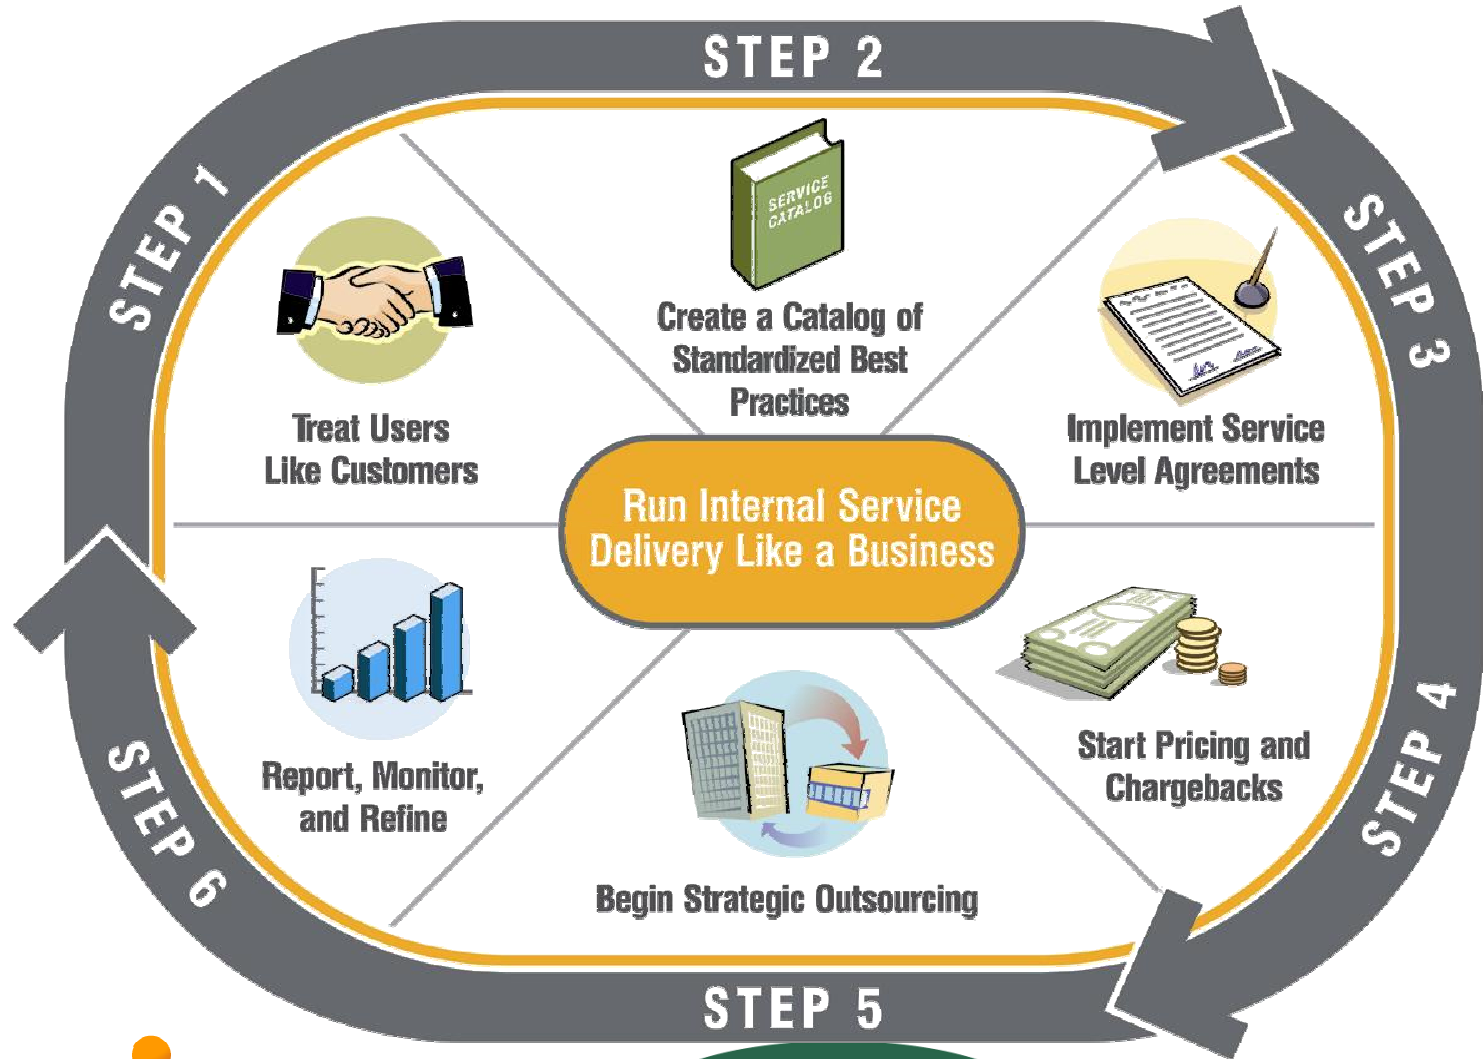 STEP 1
Treat Users
Like Customers
STEP 2
SERVICE
CATALOG
Create a Catalog of
Standardized Best
Practices
STEP 3
Implement Service
Level Agreements
Run Internal Service
Delivery Like a Business
STEP 4
Start Pricing and
Chargebacks
STEP 5
Begin Strategic Outsourcing
STEP 6
Report, Monitor,
and Refine